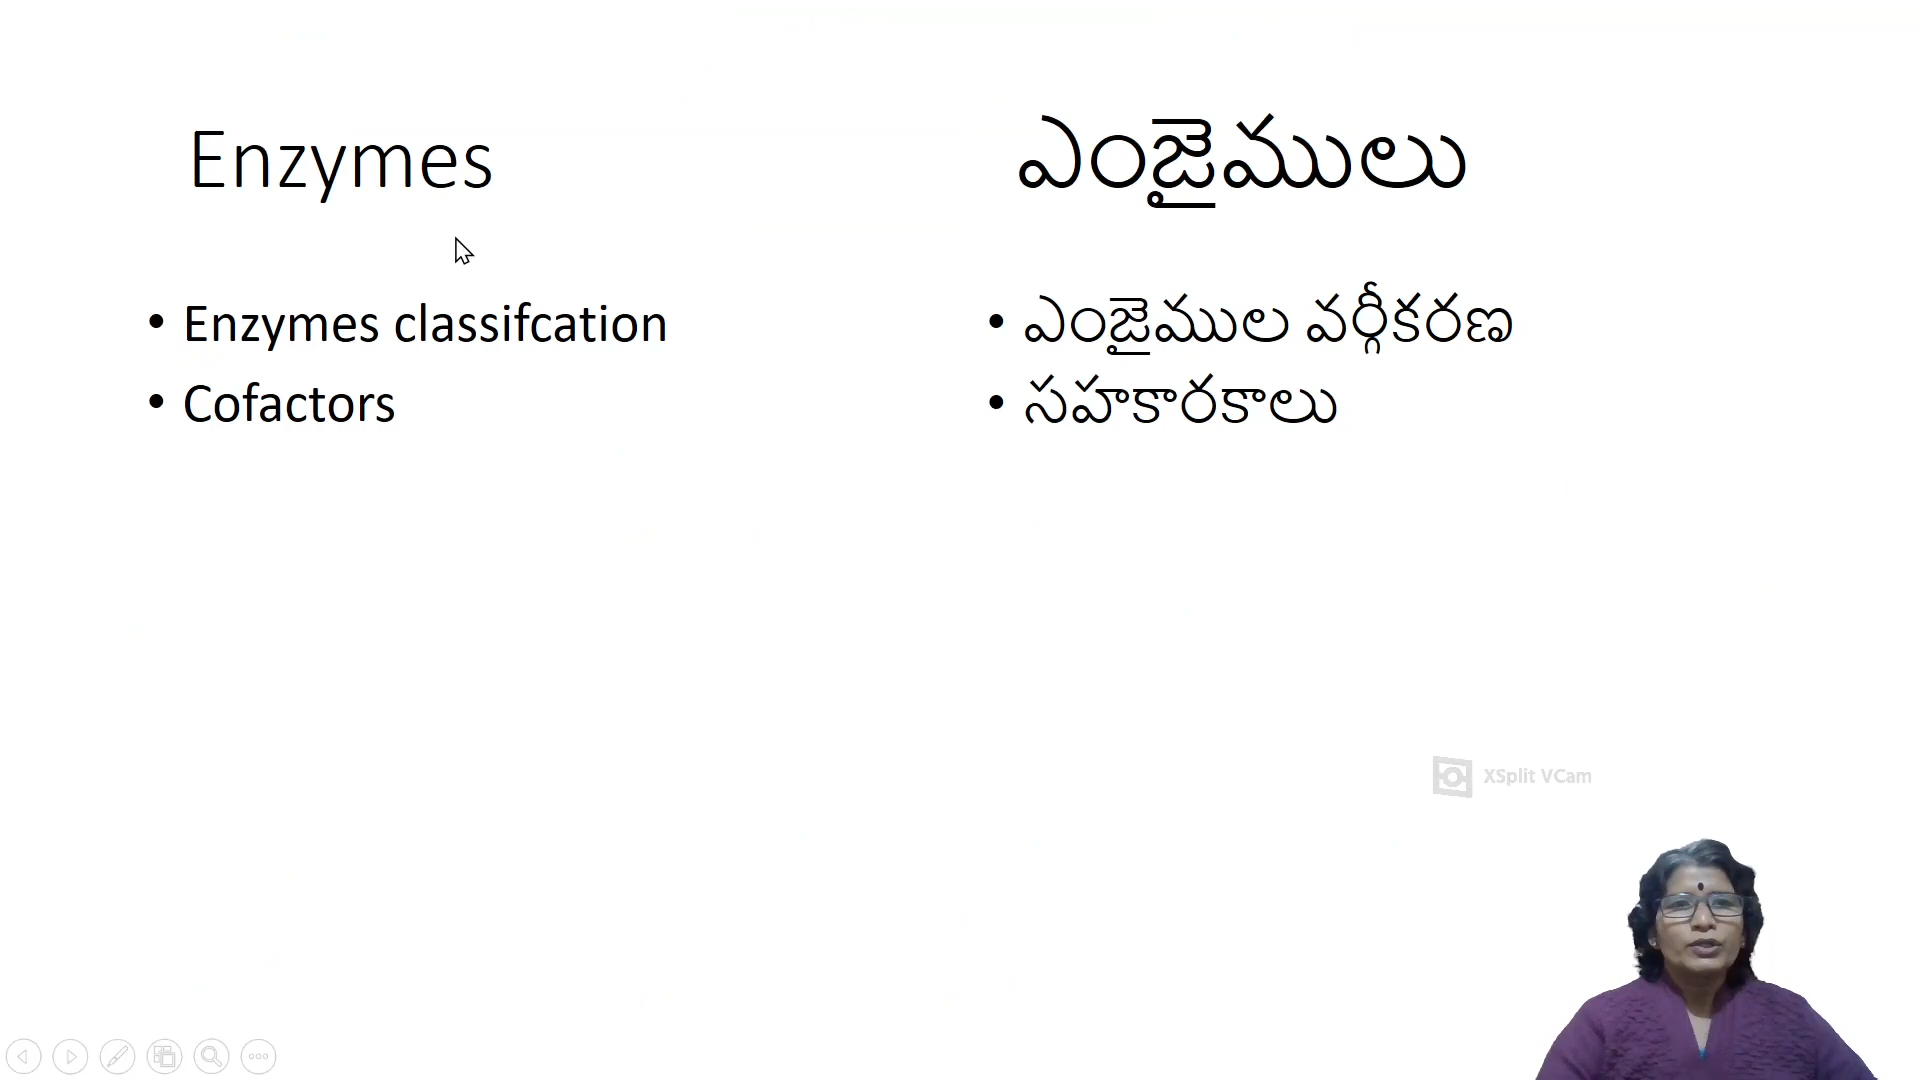 Enzymes
ఎంజైములు
• Enzymes classifcation
• Cofactors
• ఎంజైముల వర్గీకరణ
• సహకారకాలు
XSplit VCam